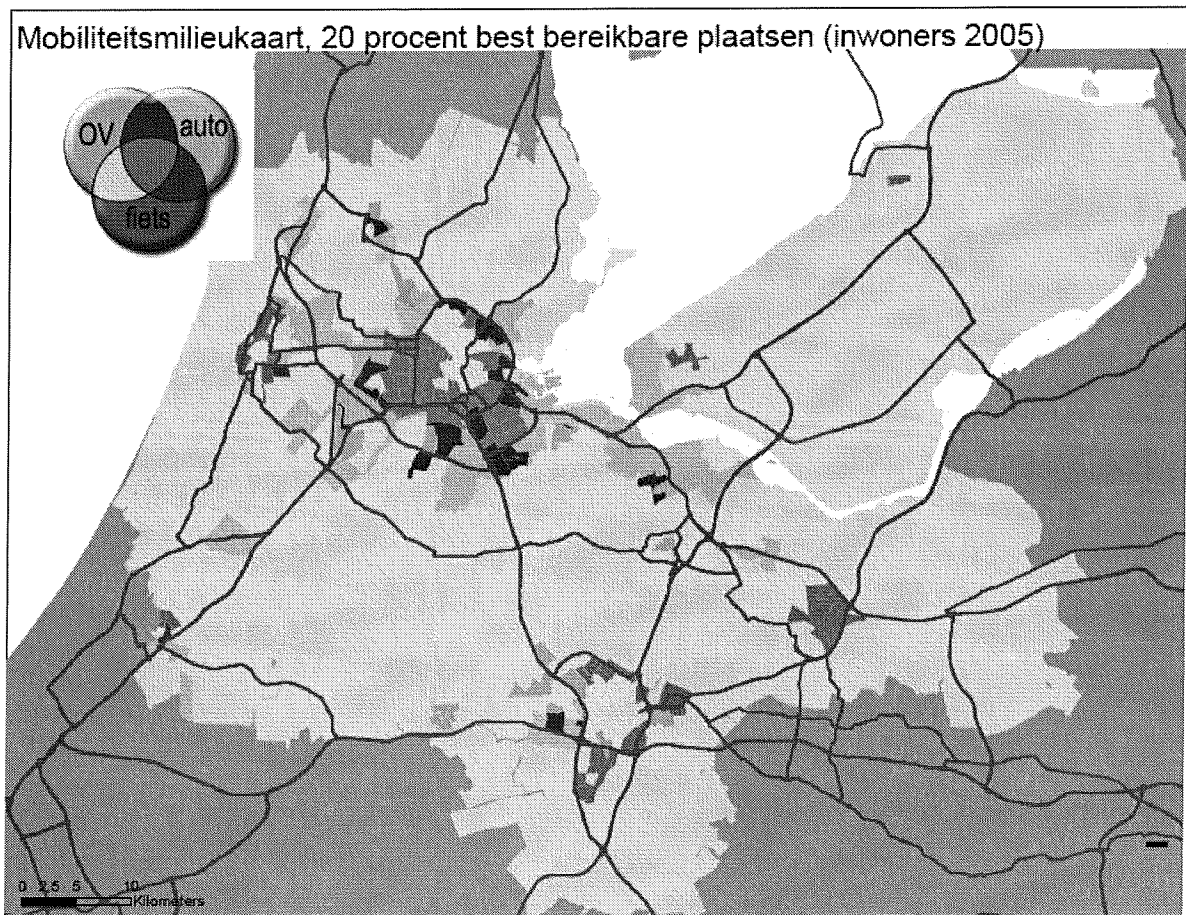 Mobiliteitsmilieukaart, 20 procent best bereikbare plaatsen (inwoners 2005)
OV auto
fiets
0 2,5 5 10
Kilometers